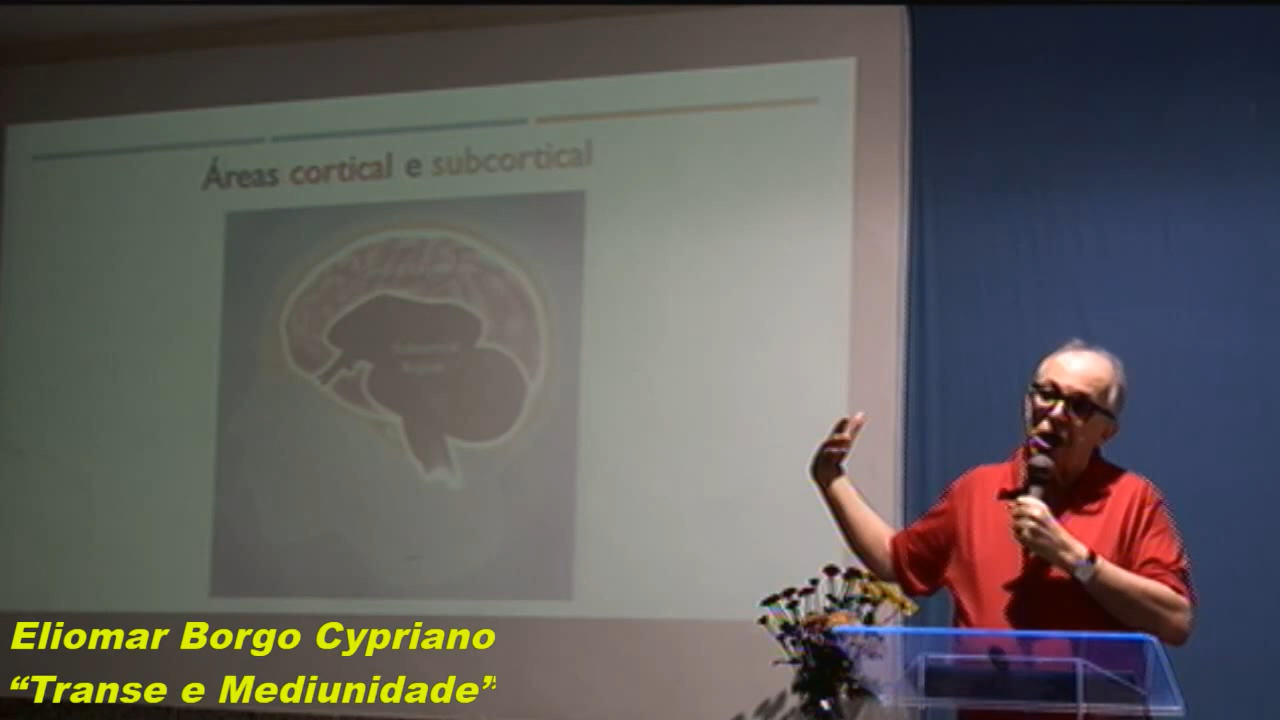 Áreas cortical e subcortical
Eliomar Borgo Cypriano
“Transe e Mediunidade”